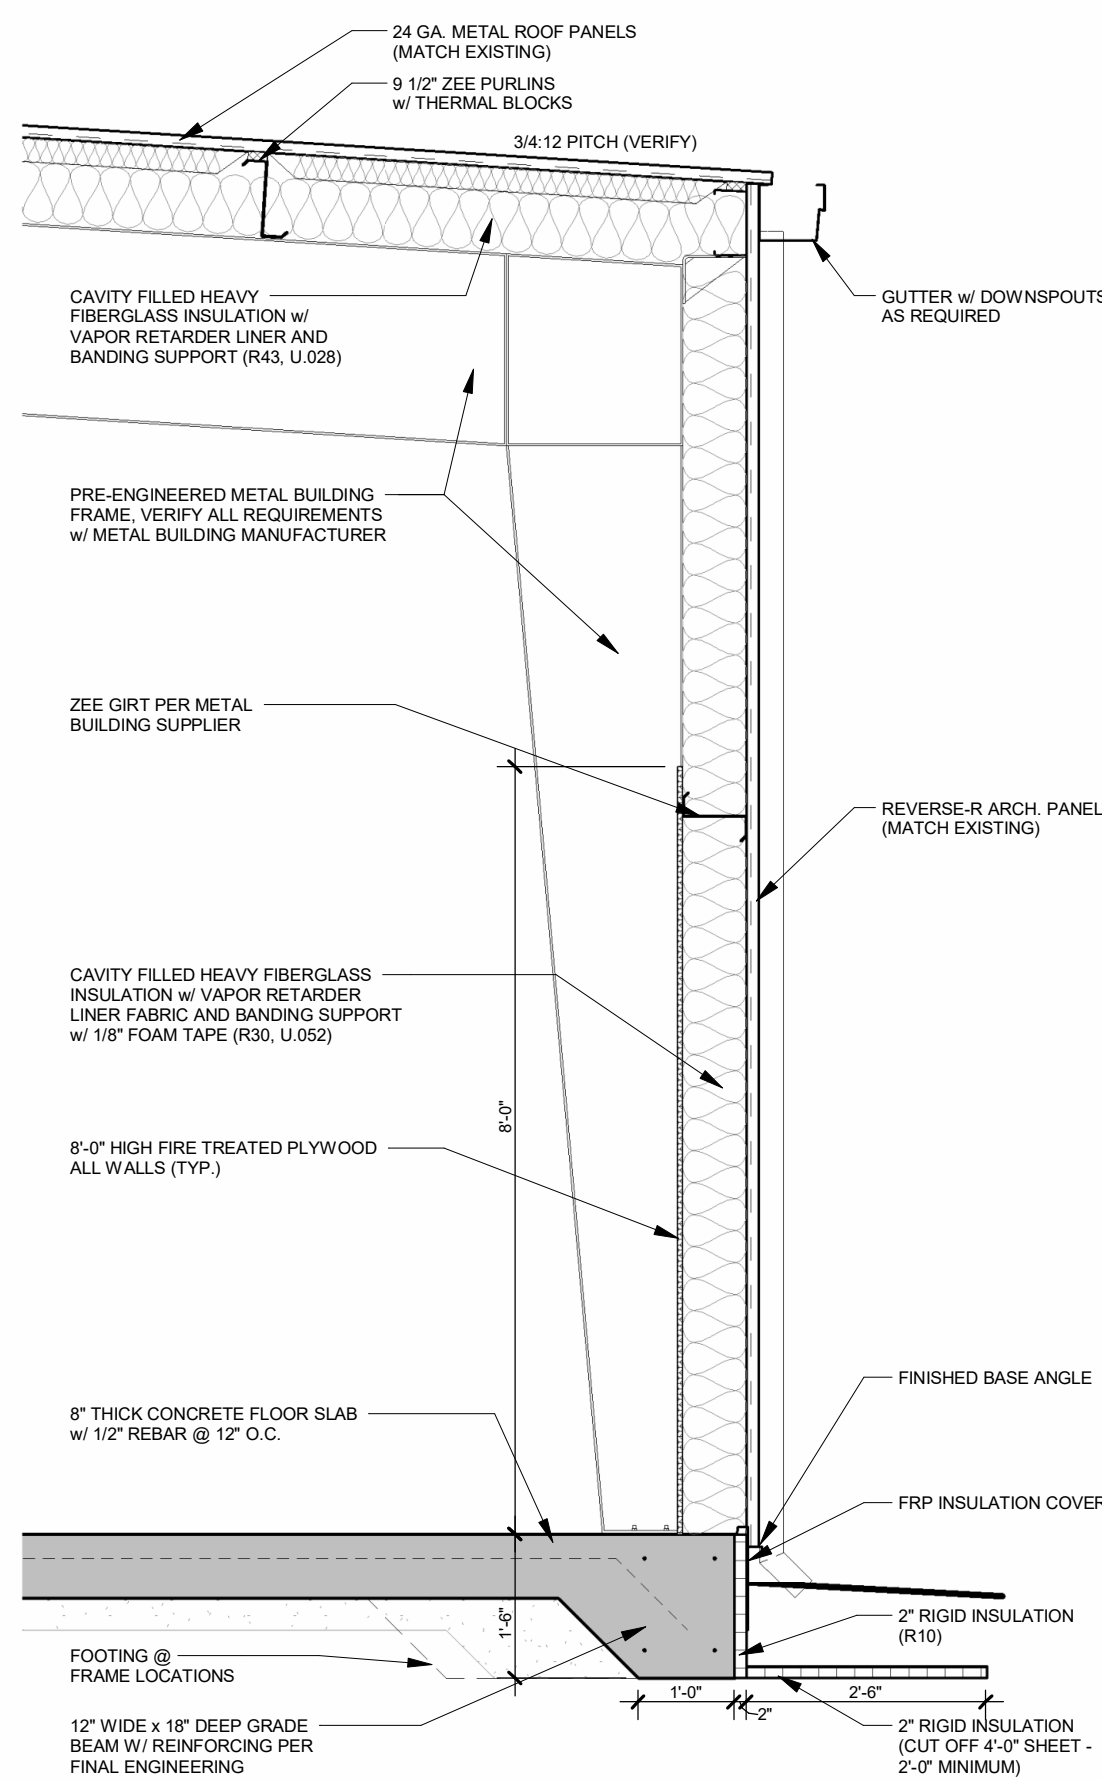 24 GA. METAL ROOF PANELS
(MATCH EXISTING)
9 1/2" ZEE PURLINS
w/ THERMAL BLOCKS
3/4:12 PITCH (VERIFY)
CAVITY FILLED HEAVY
FIBERGLASS INSULATION w/
VAPOR RETARDER LINER AND
BANDING SUPPORT (R43, U.028)
GUTTER w/ DOWNSPOUTS
AS REQUIRED
PRE-ENGINEERED METAL BUILDING
FRAME, VERIFY ALL REQUIREMENTS
w/ METAL BUILDING MANUFACTURER
ZEE GIRT PER METAL
BUILDING SUPPLIER
REVERSE-R ARCH. PANEL
(MATCH EXISTING)
CAVITY FILLED HEAVY FIBERGLASS
INSULATION w/ VAPOR RETARDER
LINER FABRIC AND BANDING SUPPORT
w/ 1/8" FOAM TAPE (R30, U.052)
8'-0"
8'-0" HIGH FIRE TREATED PLYWOOD
ALL WALLS (TYP.)
FINISHED BASE ANGLE
8" THICK CONCRETE FLOOR SLAB
w/ 1/2" REBAR @ 12" O.C.
FRP INSULATION COVER
1'-6"
2" RIGID INSULATION
(R10)
FOOTING @
FRAME LOCATIONS
1'-0"
2"
2'-6"
12" WIDE x 18" DEEP GRADE
BEAM W/ REINFORCING PER
FINAL ENGINEERING
2" RIGID INSULATION
(CUT OFF 4'-0" SHEET -
2'-0" MINIMUM)